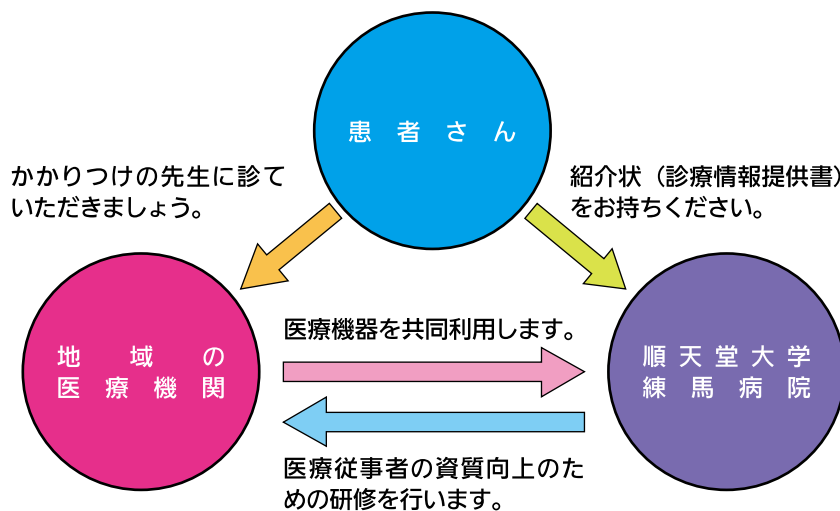 患者さん
かかりつけの先生に診て
いただきましょう。
紹介状（診療情報提供書）
をお持ちください。
地域の
医療機関
医療機器を共同利用します。
順天堂大学
練馬病院
医療従事者の資質向上のた
めの研修を行います。